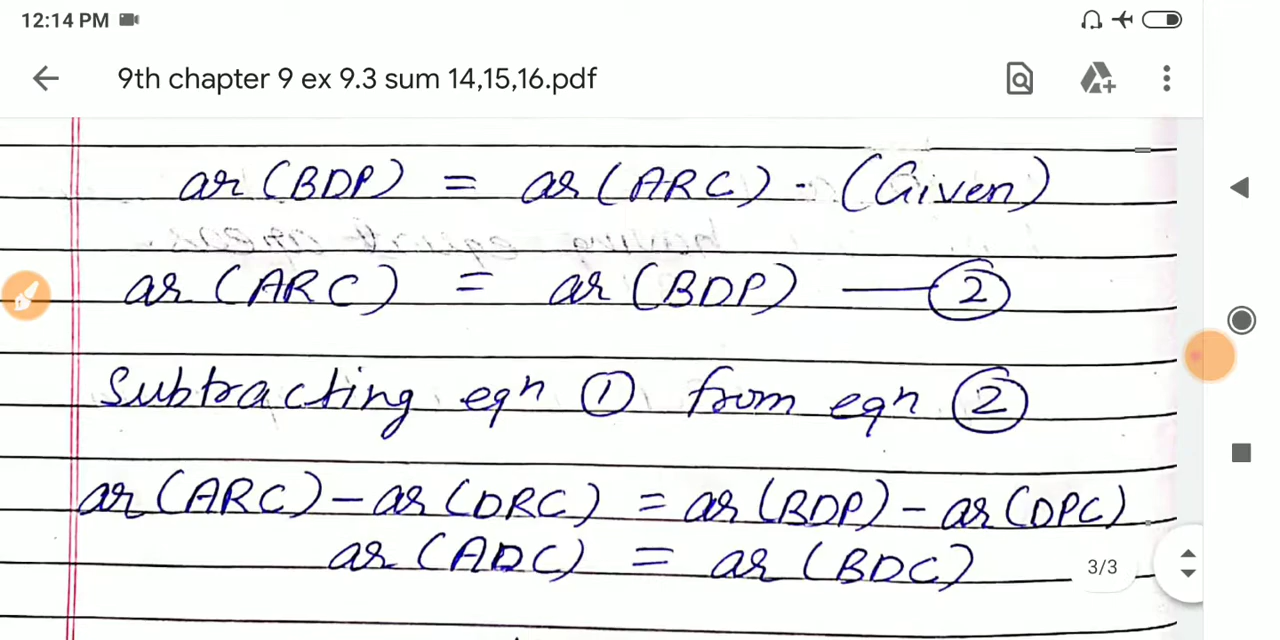 12:14 PM
9th chapter 9 ex 9.3 sum 14,15,16.pdf
ar (BDP) = ar (ARC) - (Given)
ar (ARC) = ar (BDP) — ②
Subtracting eqn ① from eqn ②
ar (ARC) - ar (DRC) = ar (BDP) - ar (DPC)
ar (ADC) = ar (BDC)
3/3